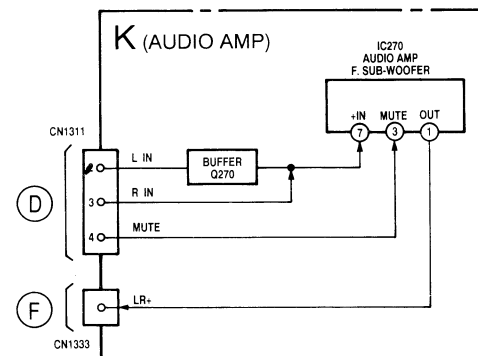 K (AUDIO AMP)
IC270
AUDIO AMP
F. SUB-WOOFER
+IN MUTE OUT
7 3 1
CN1311
L IN
BUFFER
Q270
D
3 R IN
4 MUTE
F
LR+
CN1333